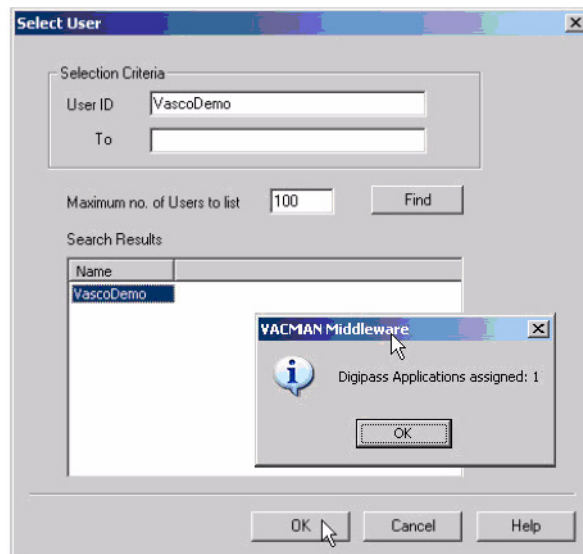 Select User
Selection Criteria
User ID VascoDemo
To
Maximum no. of Users to list 100 Find
Search Results
Name
VascoDemo
VACMAN Middleware
Digipass Applications assigned: 1
OK
OK Cancel Help